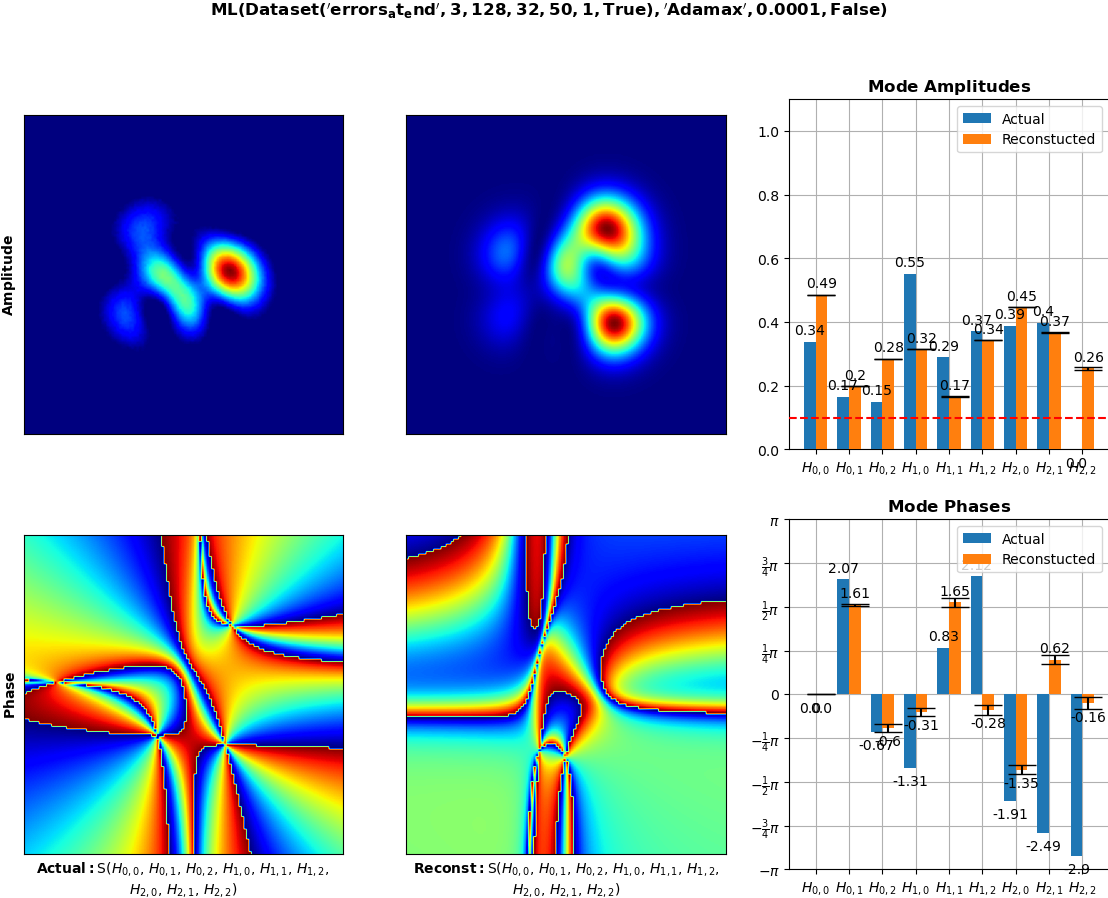 ML(Dataset('errors_at_end', 3, 128, 32, 50, 1, True), 'Adamax', 0.0001, False)
Amplitude
Mode Amplitudes
Actual
Reconstucted
1.0
0.8
0.6
0.4
0.2
0.0
0.34
0.49
0.17
0.2
0.15
0.28
0.55
0.32
0.29
0.17
0.37
0.34
0.39
0.45
0.4
0.37
0.0
0.26
H0,0 H0,1 H0,2 H1,0 H1,1 H1,2 H2,0 H2,1 H2,2
Phase
Actual: S(H0,0, H0,1, H0,2, H1,0, H1,1, H1,2,
H2,0, H2,1, H2,2)
Reconst: S(H0,0, H0,1, H0,2, H1,0, H1,1, H1,2,
H2,0, H2,1, H2,2)
Mode Phases
Actual
Reconstucted
π
3/4π
1/2π
1/4π
0
−1/4π
−1/2π
−3/4π
−π
0.0
0.0
2.07
1.61
-0.67
-0.6
-1.31
-0.31
0.83
1.65
2.12
-0.28
-1.91
-1.35
-2.49
0.62
2.9
-0.16
H0,0 H0,1 H0,2 H1,0 H1,1 H1,2 H2,0 H2,1 H2,2